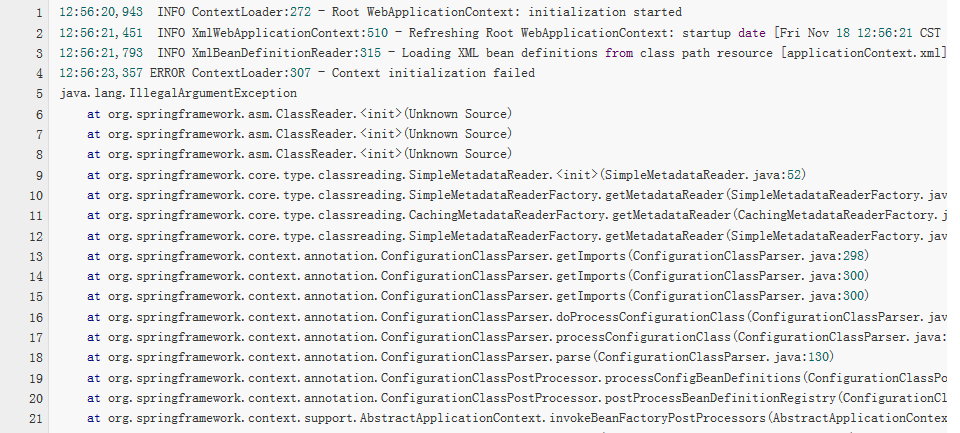 1 12:56:20,943  INFO ContextLoader:272 - Root WebApplicationContext: initialization started
2 12:56:21,451  INFO XmlWebApplicationContext:510 - Refreshing Root WebApplicationContext: startup date [Fri Nov 18 12:56:21 CST
3 12:56:21,793  INFO XmlBeanDefinitionReader:315 - Loading XML bean definitions from class path resource [applicationContext.xml]
4 12:56:23,357 ERROR ContextLoader:307 - Context initialization failed
5 java.lang.IllegalArgumentException
6     at org.springframework.asm.ClassReader.<init>(Unknown Source)
7     at org.springframework.asm.ClassReader.<init>(Unknown Source)
8     at org.springframework.asm.ClassReader.<init>(Unknown Source)
9     at org.springframework.core.type.classreading.SimpleMetadataReader.<init>(SimpleMetadataReader.java:52)
10     at org.springframework.core.type.classreading.SimpleMetadataReaderFactory.getMetadataReader(SimpleMetadataReaderFactory.jav
11     at org.springframework.core.type.classreading.CachingMetadataReaderFactory.getMetadataReader(CachingMetadataReaderFactory.j
12     at org.springframework.core.type.classreading.SimpleMetadataReaderFactory.getMetadataReader(SimpleMetadataReaderFactory.jav
13     at org.springframework.context.annotation.ConfigurationClassParser.getImports(ConfigurationClassParser.java:298)
14     at org.springframework.context.annotation.ConfigurationClassParser.getImports(ConfigurationClassParser.java:300)
15     at org.springframework.context.annotation.ConfigurationClassParser.getImports(ConfigurationClassParser.java:300)
16     at org.springframework.context.annotation.ConfigurationClassParser.doProcessConfigurationClass(ConfigurationClassParser.jav
17     at org.springframework.context.annotation.ConfigurationClassParser.processConfigurationClass(ConfigurationClassParser.java:
18     at org.springframework.context.annotation.ConfigurationClassParser.parse(ConfigurationClassParser.java:130)
19     at org.springframework.context.annotation.ConfigurationClassPostProcessor.processConfigBeanDefinitions(ConfigurationClassPo
20     at org.springframework.context.annotation.ConfigurationClassPostProcessor.postProcessBeanDefinitionRegistry(ConfigurationCl
21     at org.springframework.context.support.AbstractApplicationContext.invokeBeanFactoryPostProcessors(AbstractApplicationContex